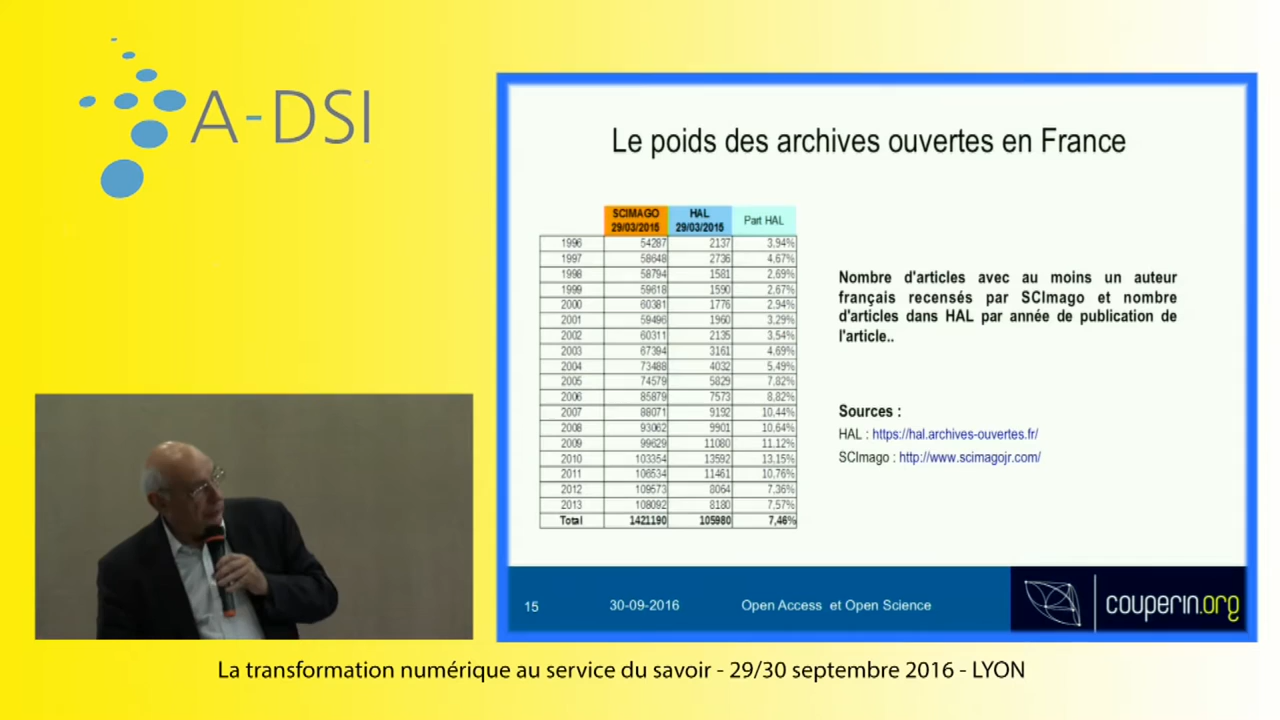 A-DSI
Le poids des archives ouvertes en France
SCIMAGO 29/03/2015 HAL 29/03/2015 Part HAL
1996 54287 2137 3,94%
1997 58648 2736 4,67%
1998 58794 1581 2,69%
1999 59618 1590 2,67%
2000 60381 1776 2,94%
2001 59496 1960 3,29%
2002 60311 2135 3,54%
2003 67394 3161 4,69%
2004 73488 4032 5,49%
2005 74579 5829 7,82%
2006 85879 7573 8,82%
2007 88071 9192 10,44%
2008 93062 9901 10,64%
2009 99629 11080 11,12%
2010 103354 13592 13,15%
2011 106534 11461 10,76%
2012 109573 8064 7,36%
2013 108092 8180 7,57%
Total 1421190 105980 7,46%
Nombre d'articles avec au moins un auteur
français recensés par SCImago et nombre
d'articles dans HAL par année de publication de
l'article..
Sources :
HAL : https://hal.archives-ouvertes.fr/
SCImago : http://www.scimagojr.com/
15 30-09-2016 Open Access et Open Science couperin.org
La transformation numérique au service du savoir - 29/30 septembre 2016 - LYON